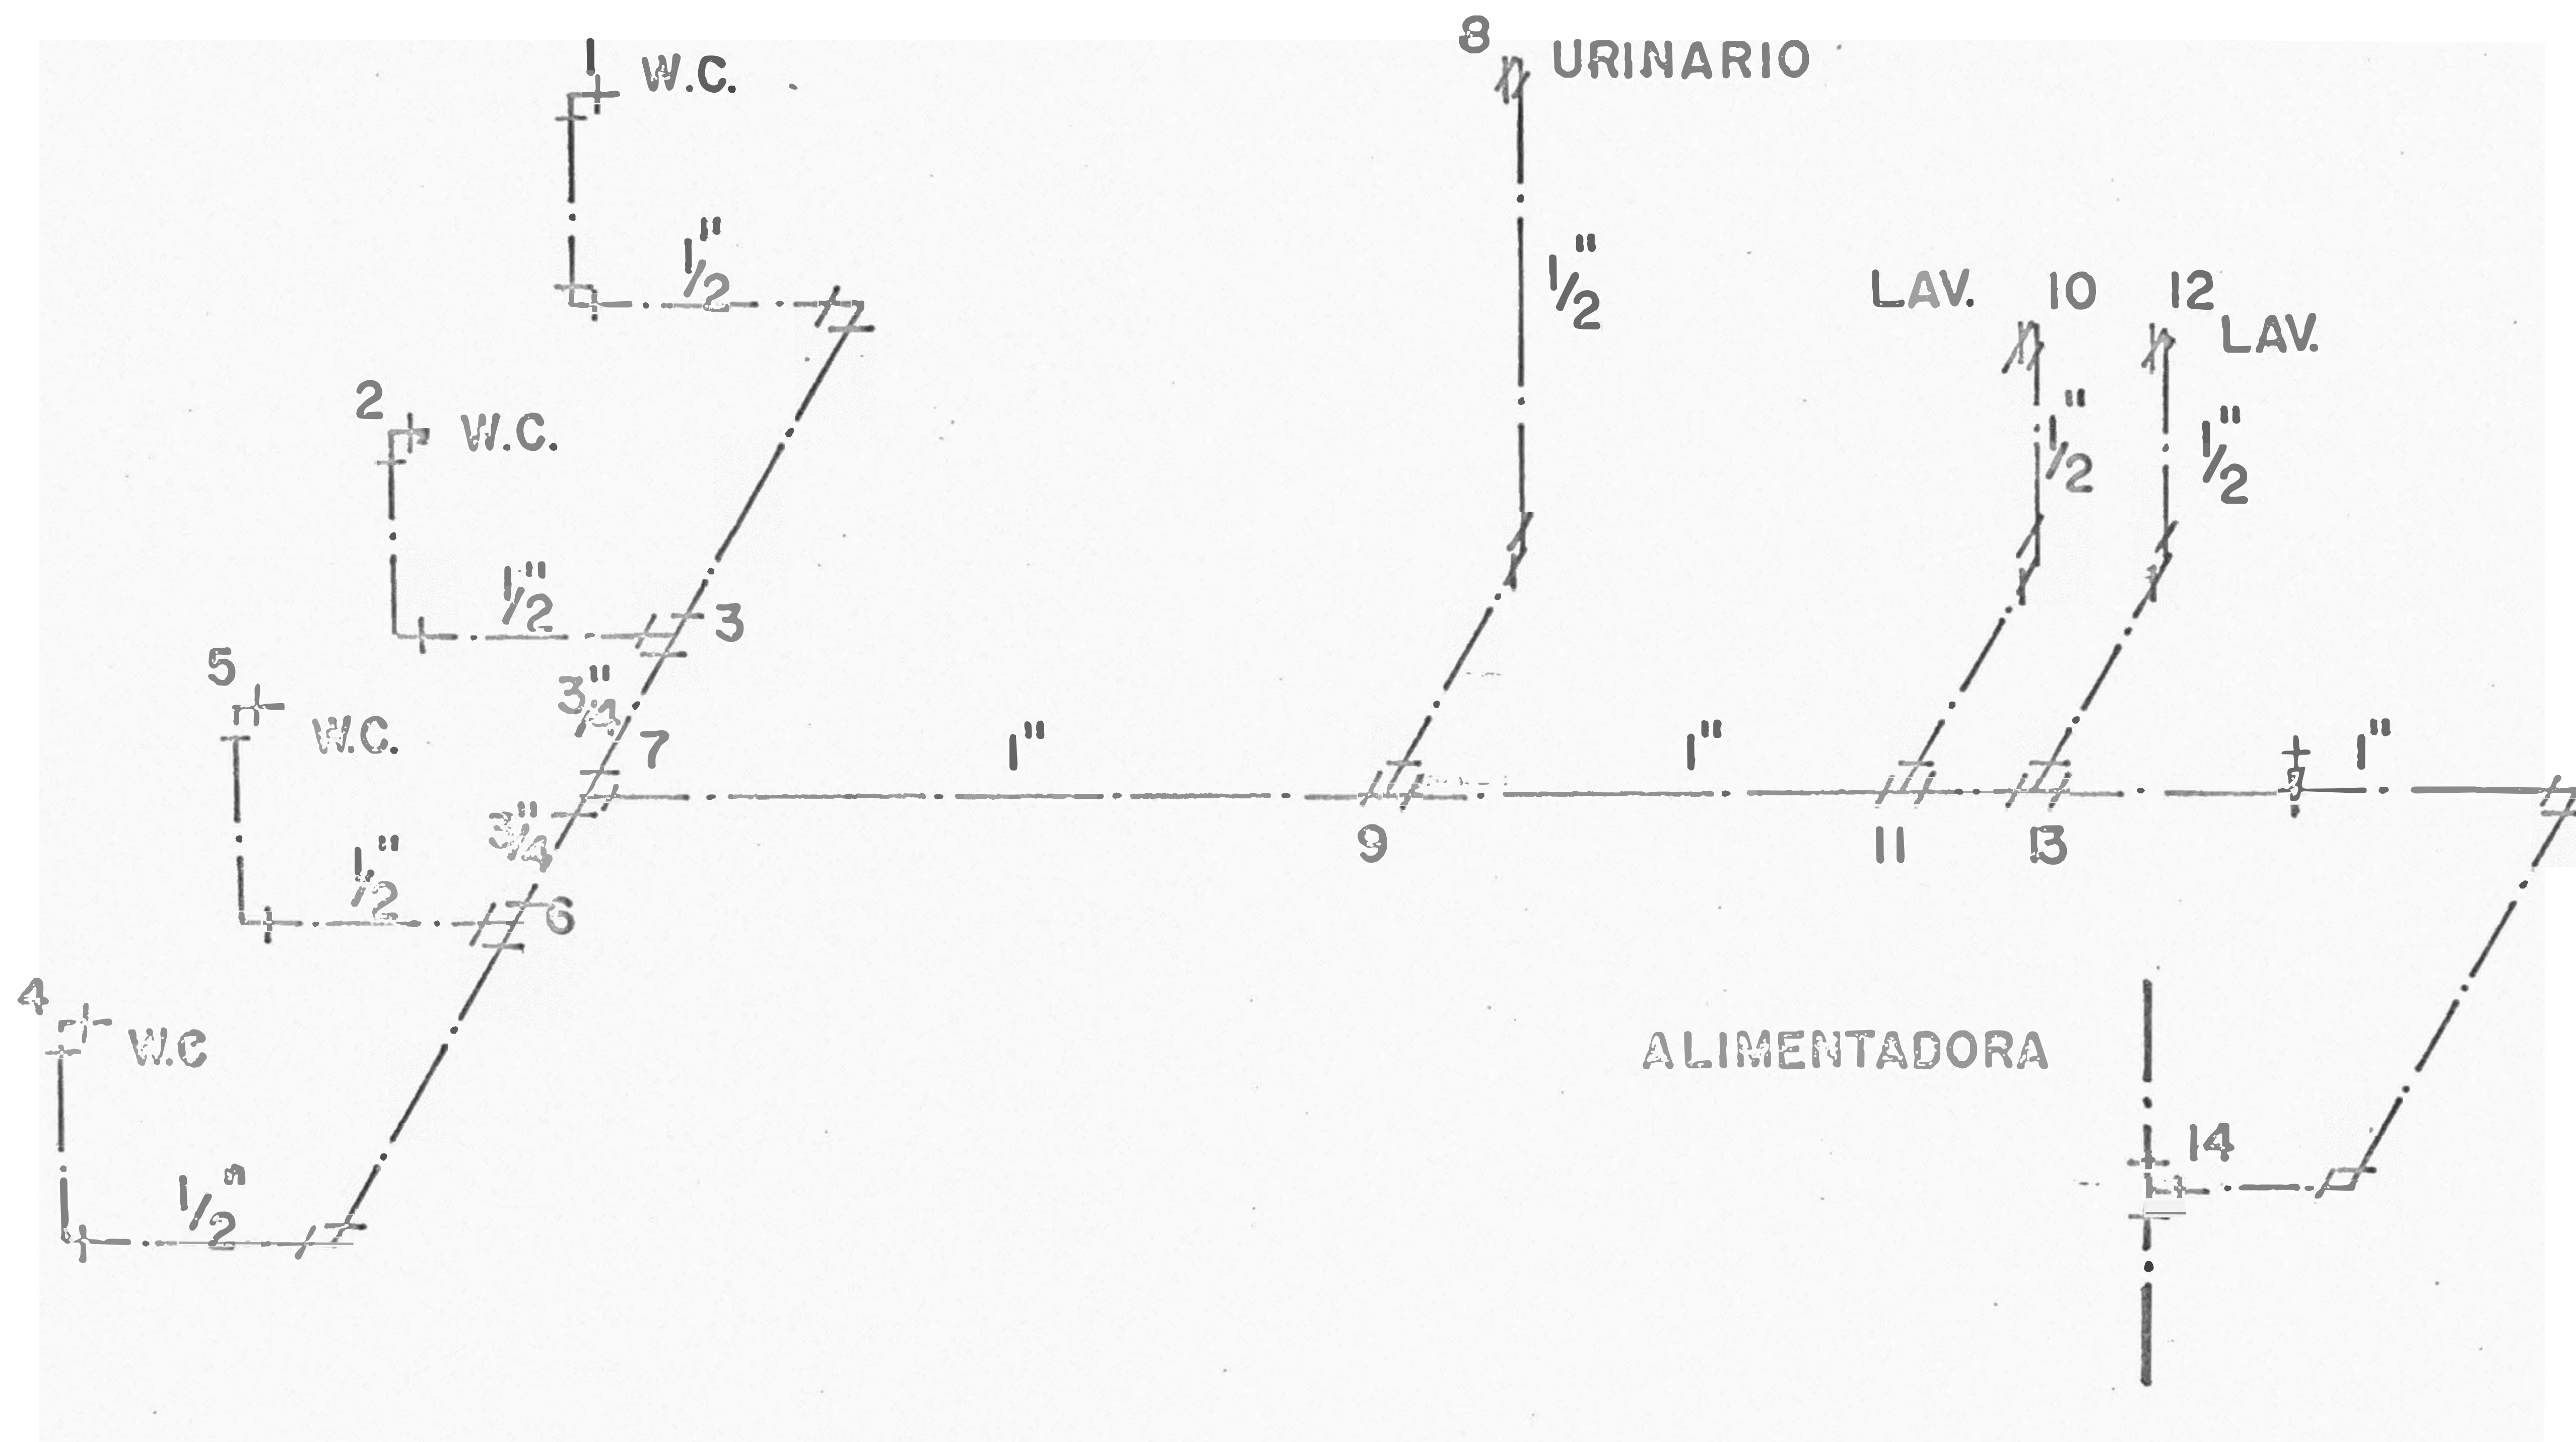 1 W.C.
8 URINARIO
1/2"
1/2"
LAV. 10
12 LAV.
2 W.C.
1/2"
1/2"
1/2"
3
5 W.C.
3/4"
7
1"
1"
1"
3/4"
1/2"
6
9
11
13
4 W.C
ALIMENTADORA
14
1/2"